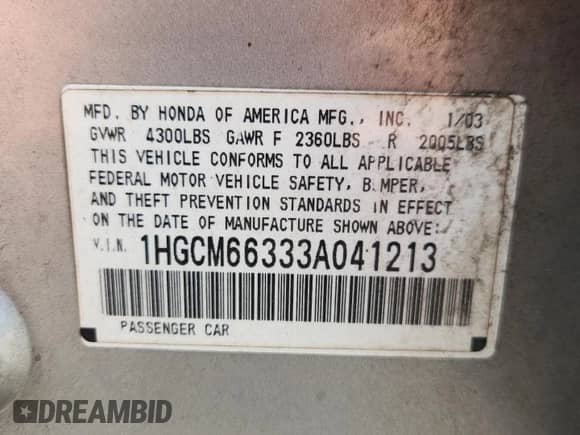 MFD. BY HONDA OF AMERICA MFG., INC. 1/03
GVWR 4300LBS GAWR F 2360LBS R 2005LBS
THIS VEHICLE CONFORMS TO ALL APPLICABLE
FEDERAL MOTOR VEHICLE SAFETY, BUMPER,
AND THEFT PREVENTION STANDARDS IN EFFECT
ON THE DATE OF MANUFACTURE SHOWN ABOVE.
V.I.N. 1HGCM66333A041213
PASSENGER CAR
DREAMBID